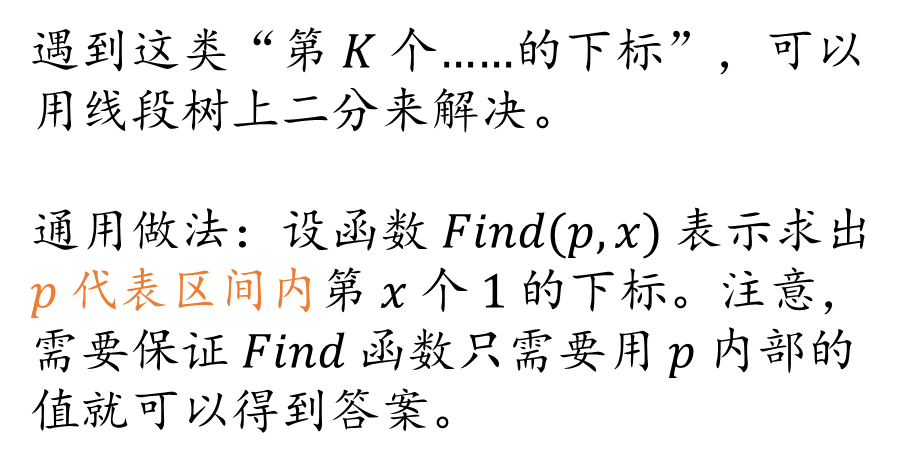 遇到这类“第 K 个……的下标”，可以
用线段树上二分来解决。
通用做法：设函数 Find(p, x) 表示求出
p 代表区间内第 x 个 1 的下标。注意，
需要保证 Find 函数只需要用 p 内部的
值就可以得到答案。